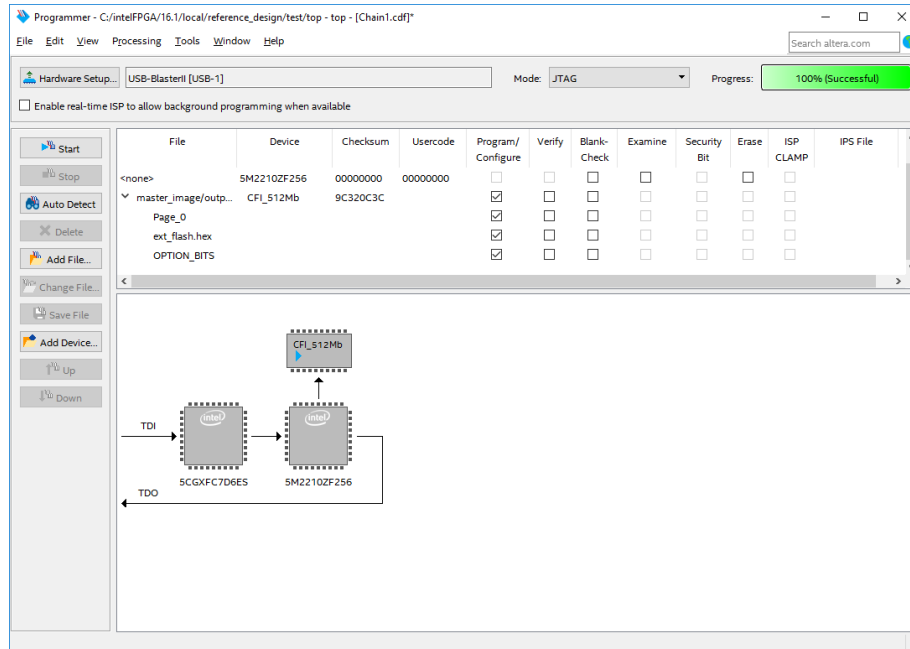 Programmer - C:/intelFPGA/16.1/local/reference_design/test/top - top - [Chain1.cdf]*
File Edit View Processing Tools Window Help
Search altera.com
Hardware Setup... USB-BlasterII [USB-1] Mode: JTAG Progress: 100% (Successful)
Enable real-time ISP to allow background programming when available
Start
Stop
Auto Detect
Delete
Add File...
Change File...
Save File
Add Device...
Up
Down
File Device Checksum Usercode Program/ Configure Verify Blank- Check Examine Security Bit Erase ISP CLAMP IPS File
<none> 5M2210ZF256 00000000 00000000
master_image/outp... CFI_512Mb 9C320C3C
Page_0
ext_flash.hex
OPTION_BITS
CFI_512Mb
TDI
intel
intel
5CGXFC7D6ES 5M2210ZF256
TDO